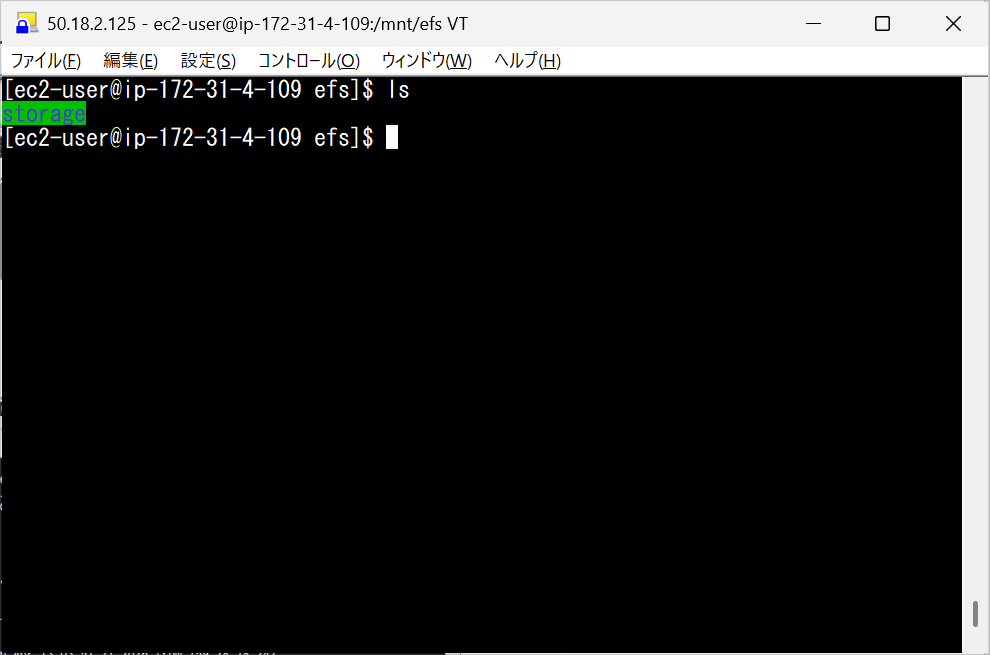 50.18.2.125 - ec2-user@ip-172-31-4-109:/mnt/efs VT
ファイル(F) 編集(E) 設定(S) コントロール(O) ウィンドウ(W) ヘルプ(H)
[ec2-user@ip-172-31-4-109 efs]$ ls
storage
[ec2-user@ip-172-31-4-109 efs]$